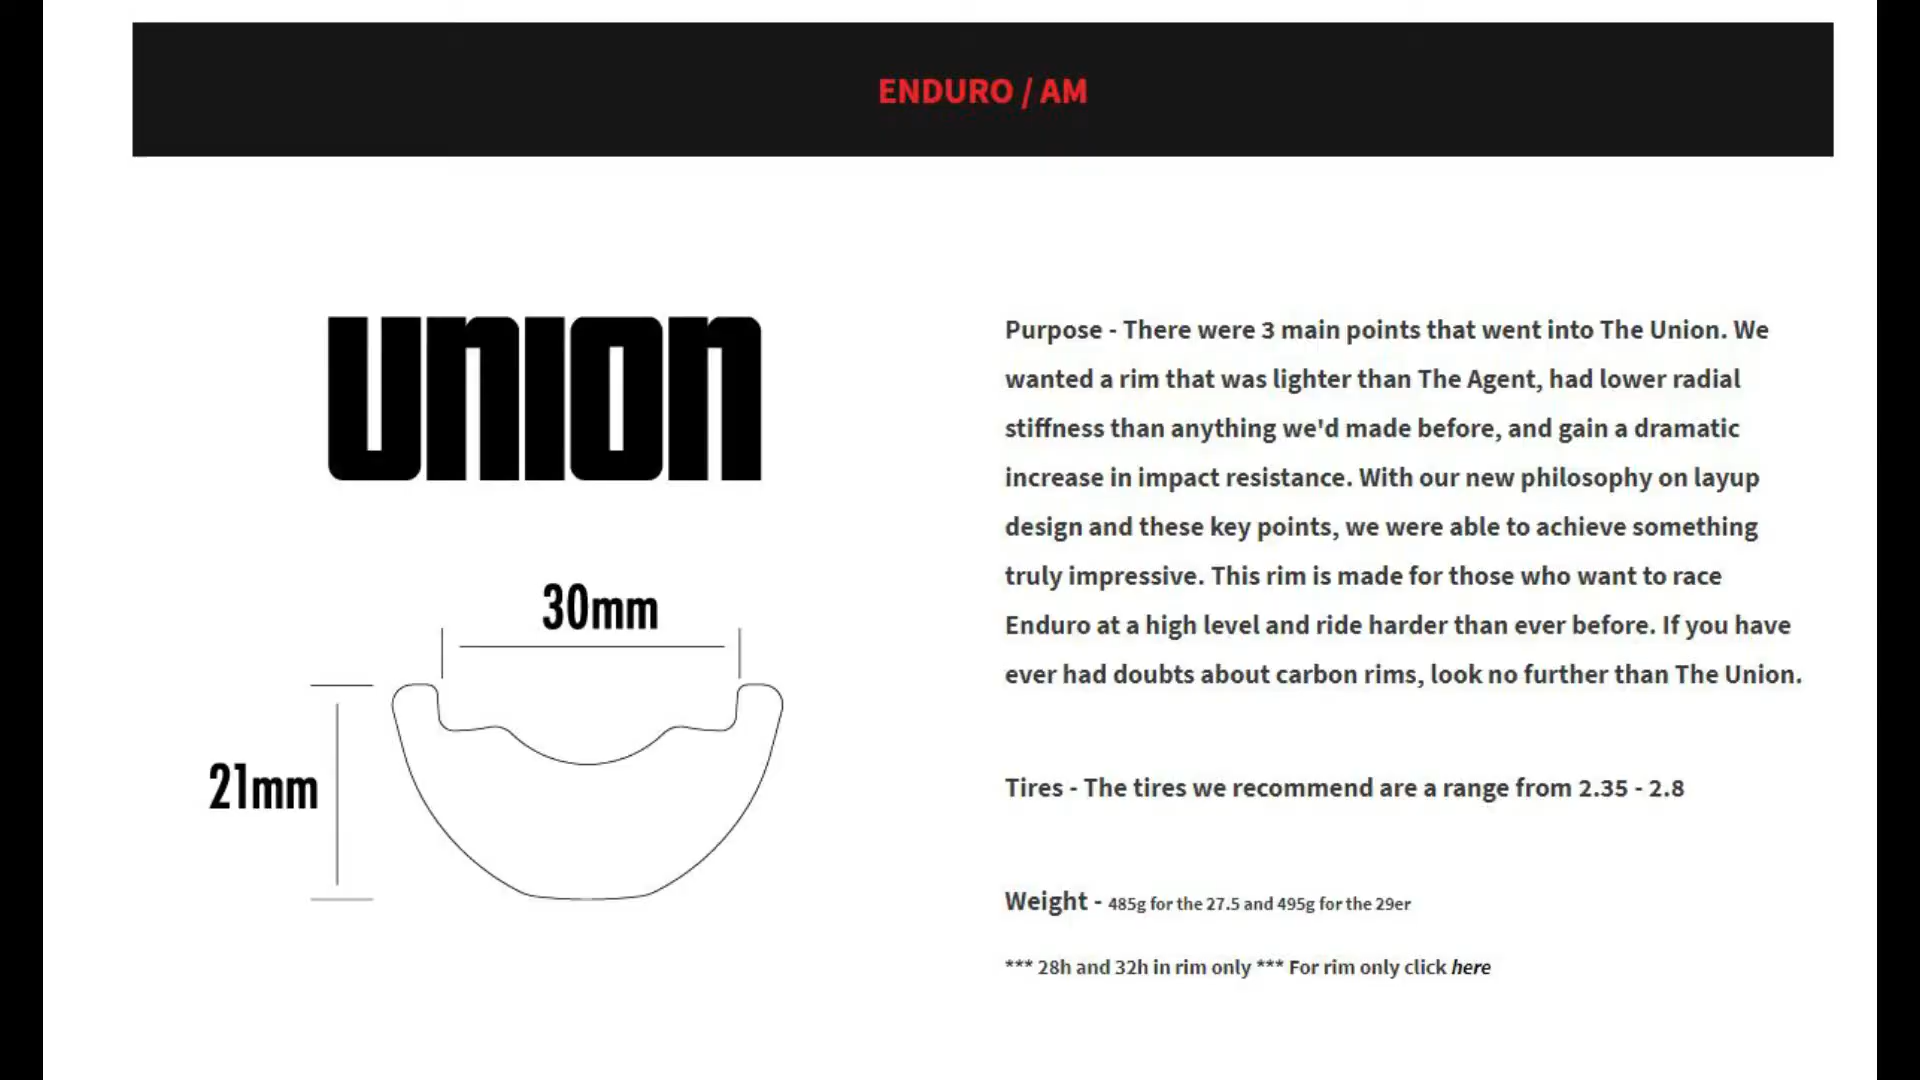 ENDURO / AM
UNION
30mm
21mm
Purpose - There were 3 main points that went into The Union. We
wanted a rim that was lighter than The Agent, had lower radial
stiffness than anything we'd made before, and gain a dramatic
increase in impact resistance. With our new philosophy on layup
design and these key points, we were able to achieve something
truly impressive. This rim is made for those who want to race
Enduro at a high level and ride harder than ever before. If you have
ever had doubts about carbon rims, look no further than The Union.
Tires - The tires we recommend are a range from 2.35 - 2.8
Weight - 485g for the 27.5 and 495g for the 29er
*** 28h and 32h in rim only *** For rim only click here